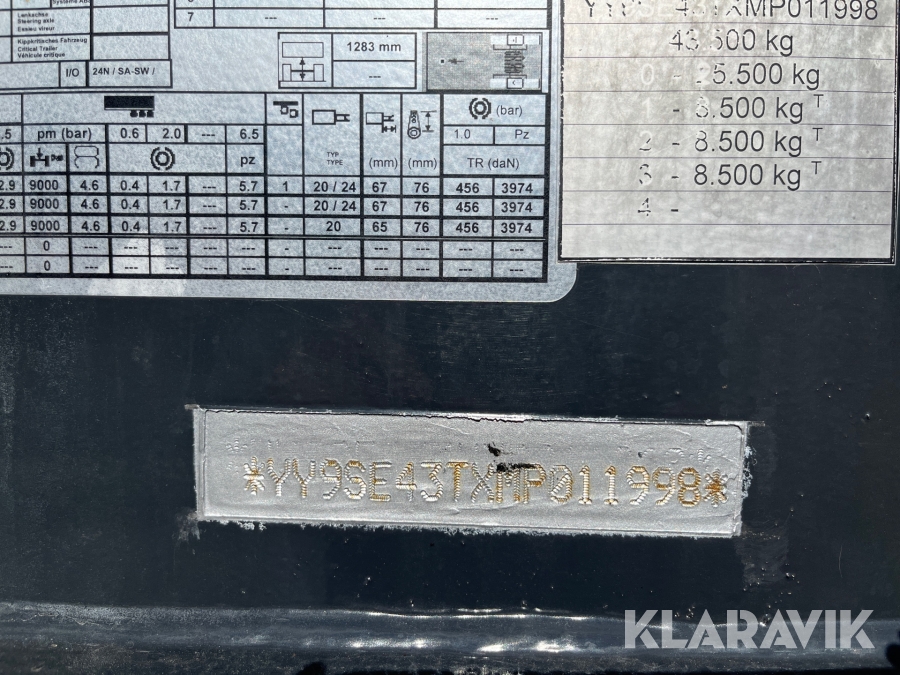 Lenkachse
Steering axle
Essieu vireur
Kippkritisches Fahrzeug
Critical Trailer
Véhicule critique
I/O 24N / SA-SW /
7 --- --- ---
1283 mm
---
pm (bar) 0.6 2.0 --- 6.5
pz
TYP
TYPE
(mm) (mm)
(bar)
1.0 Pz
TR (daN)
2.9 9000 4.6 0.4 1.7 --- 5.7 1 20 / 24 67 76 456 3974
2.9 9000 4.6 0.4 1.7 --- 5.7 - 20 / 24 67 76 456 3974
2.9 9000 4.6 0.4 1.7 --- 5.7 - 20 65 76 456 3974
--- 0 --- --- --- --- --- - --- --- --- --- ---
--- 0 --- --- --- --- --- - --- --- --- --- ---
YY9SE43TXMP011998
43.500 kg
0 - 25.500 kg
1 - 8.500 kg T
2 - 8.500 kg T
3 - 8.500 kg T
4 -
*YY9SE43TXMP011998*
KLARAVIK